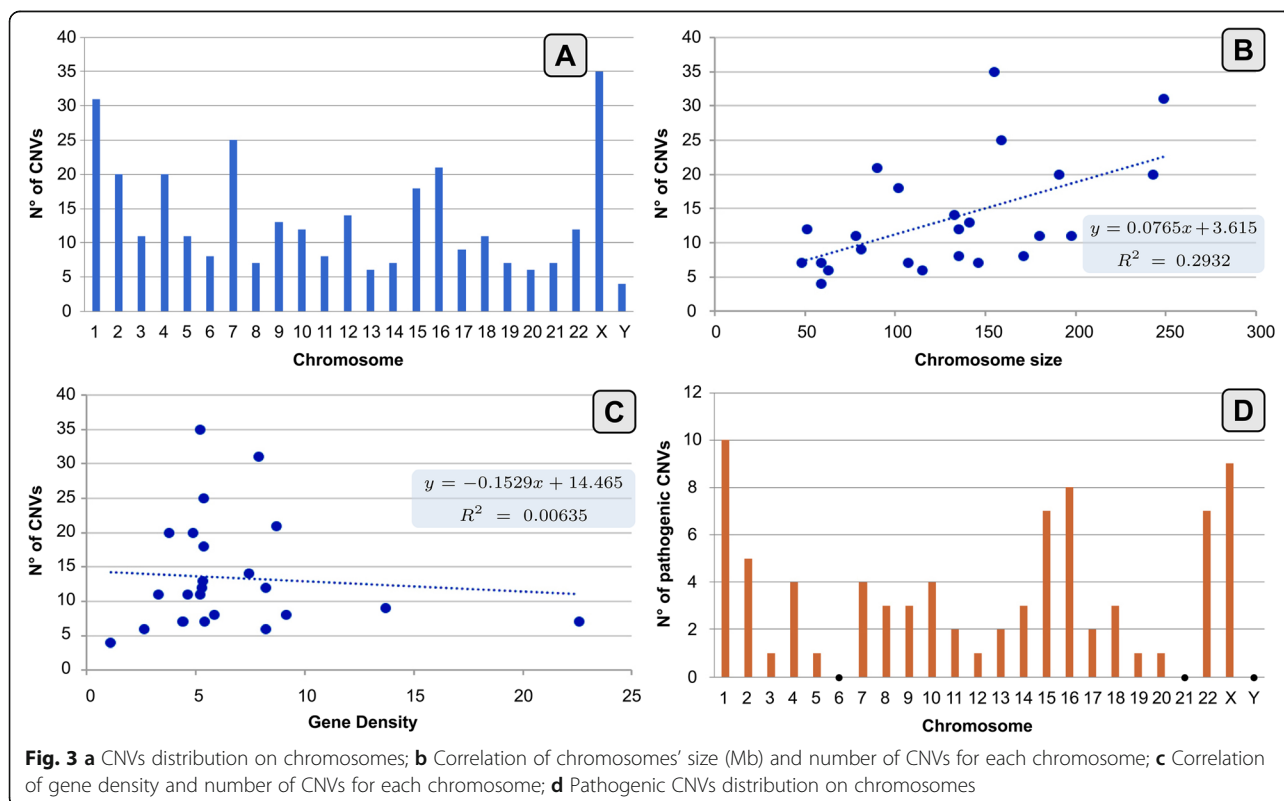 A
N° of CNVs
40
35
30
25
20
15
10
5
0
1 2 3 4 5 6 7 8 9 10 11 12 13 14 15 16 17 18 19 20 21 22 X Y
Chromosome
B
N° of CNVs
40
35
30
25
20
15
10
5
0
y = 0.0765x + 3.615
R² = 0.2932
0 50 100 150 200 250 300
Chromosome size
C
N° of CNVs
40
35
30
25
20
15
10
5
0
y = −0.1529x + 14.465
R² = 0.00635
0 5 10 15 20 25
Gene Density
D
N° of pathogenic CNVs
12
10
8
6
4
2
0
1 2 3 4 5 6 7 8 9 10 11 12 13 14 15 16 17 18 19 20 21 22 X Y
Chromosome
Fig. 3 a CNVs distribution on chromosomes; b Correlation of chromosomes' size (Mb) and number of CNVs for each chromosome; c Correlation
of gene density and number of CNVs for each chromosome; d Pathogenic CNVs distribution on chromosomes